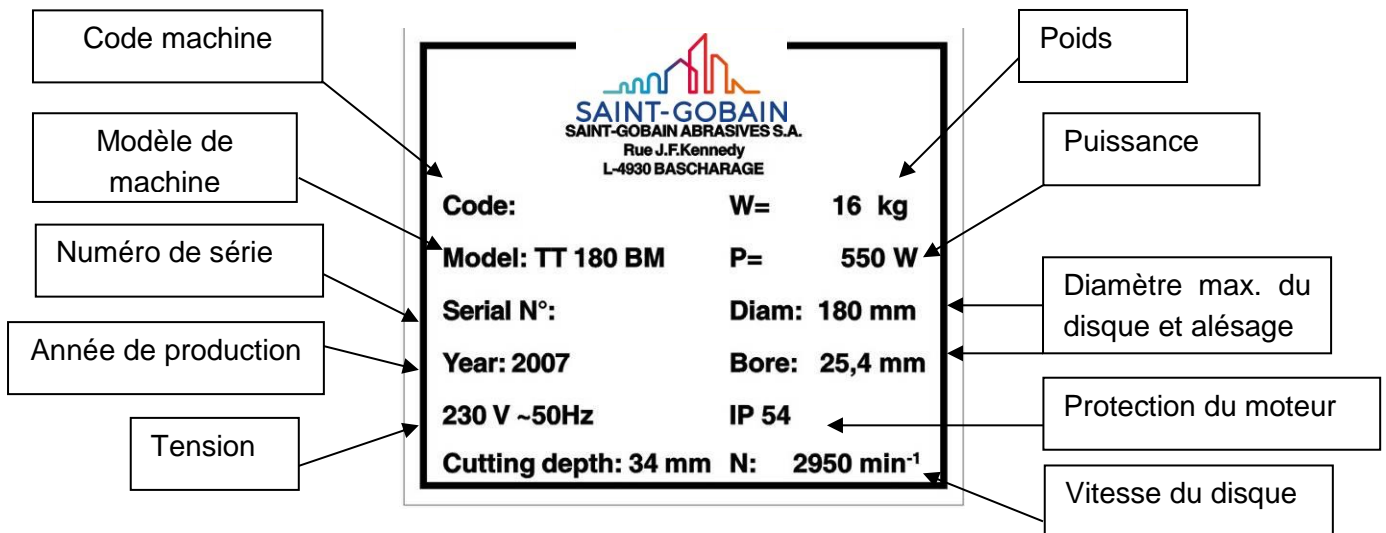 Code machine
Modèle de
machine
Numéro de série
Année de production
Tension
SAINT-GOBAIN
SAINT-GOBAIN ABRASIVES S.A.
Rue J.F.Kennedy
L-4930 BASCHARAGE
Code: W= 16 kg
Model: TT 180 BM P= 550 W
Serial N°: Diam: 180 mm
Year: 2007 Bore: 25,4 mm
230 V ~50Hz IP 54
Cutting depth: 34 mm N: 2950 min⁻¹
Poids
Puissance
Diamètre max. du
disque et alésage
Protection du moteur
Vitesse du disque